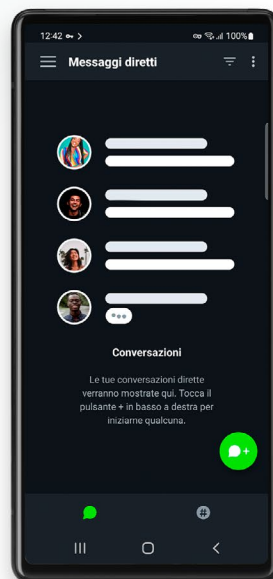 12:42
100%
Messaggi diretti
Conversazioni
Le tue conversazioni dirette
verranno mostrate qui. Tocca il
pulsante + in basso a destra per
iniziarne qualcuna.